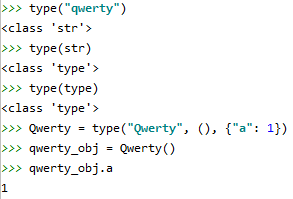 >>> type("qwerty")
<class 'str'>
>>> type(str)
<class 'type'>
>>> type(type)
<class 'type'>
>>> Qwerty = type("Qwerty", (), {"a": 1})
>>> qwerty_obj = Qwerty()
>>> qwerty_obj.a
1